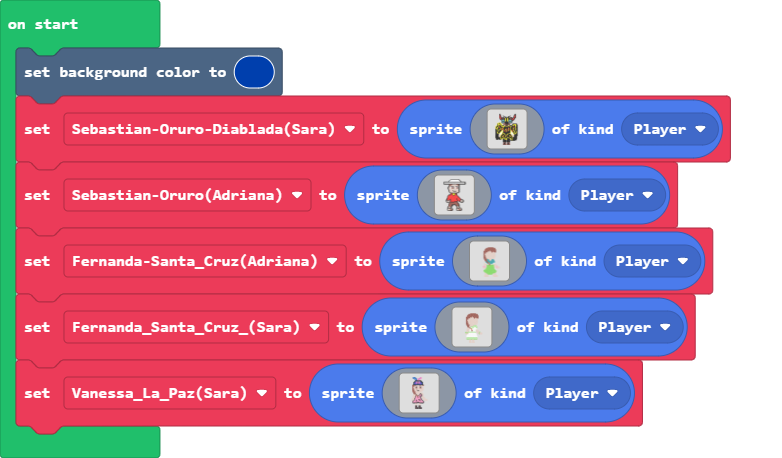 on start
set background color to
set Sebastian-Oruro-Diablada(Sara) to sprite of kind Player
set Sebastian-Oruro(Adriana) to sprite of kind Player
set Fernanda-Santa_Cruz(Adriana) to sprite of kind Player
set Fernanda_Santa_Cruz_(Sara) to sprite of kind Player
set Vanessa_La_Paz(Sara) to sprite of kind Player